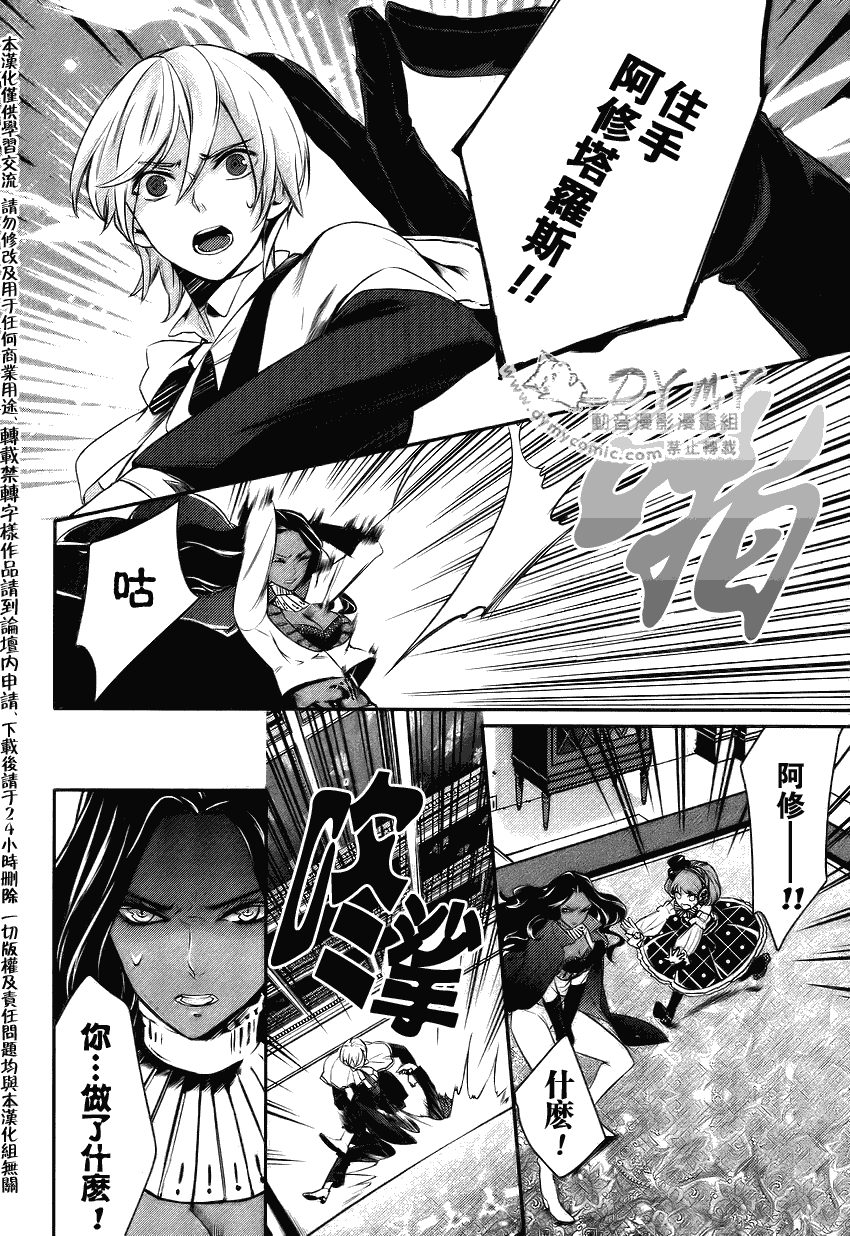 住手
阿修塔羅斯!!
DYMY
動音漫影漫畫組
www.dymycomic.com 禁止轉載
啪
咕
阿修——!!
什麼!
咚
你…做了什麼!
本漢化僅供學習交流 請勿修改及用于任何商業用途、轉載禁轉字樣作品請到論壇内申請、下載後請于24小時刪除 一切版權及責任問題均與本漢化組無關